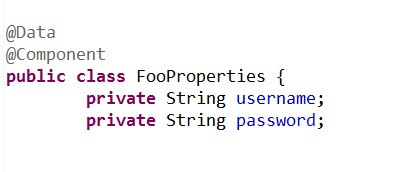 @Data
@Component
public class FooProperties {
private String username;
private String password;